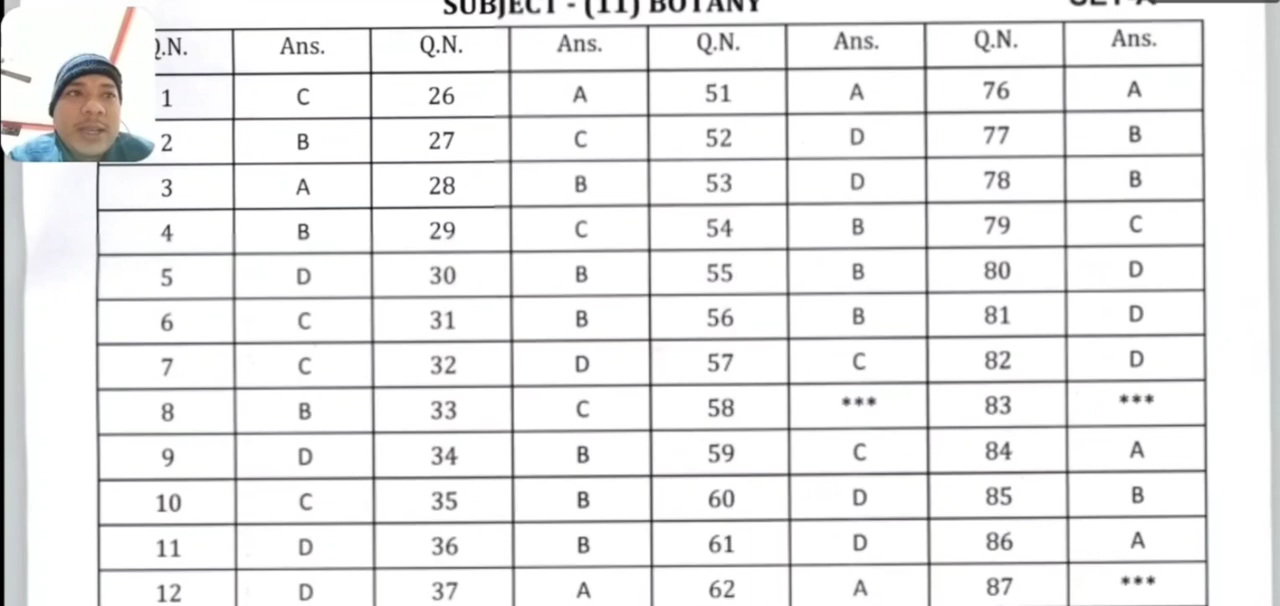 SUBJECT - (11) BOTANY
Q.N. Ans. Q.N. Ans. Q.N. Ans. Q.N. Ans.
1 C 26 A 51 A 76 A
2 B 27 C 52 D 77 B
3 A 28 B 53 D 78 B
4 B 29 C 54 B 79 C
5 D 30 B 55 B 80 D
6 C 31 B 56 B 81 D
7 C 32 D 57 C 82 D
8 B 33 C 58 *** 83 ***
9 D 34 B 59 C 84 A
10 C 35 B 60 D 85 B
11 D 36 B 61 D 86 A
12 D 37 A 62 A 87 ***